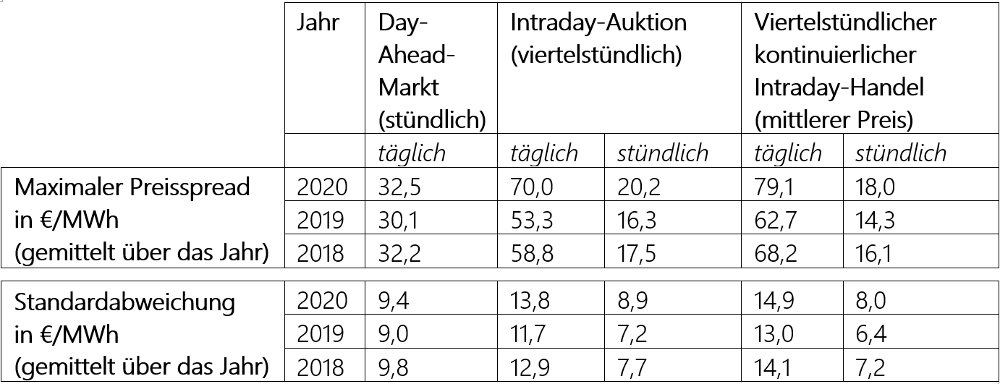 Jahr Day- Intraday-Auktion Viertelstündlicher
Ahead- (viertelstündlich) kontinuierlicher
Markt Intraday-Handel
(stündlich) (mittlerer Preis)
täglich täglich stündlich täglich stündlich
Maximaler Preisspread 2020 32,5 70,0 20,2 79,1 18,0
in €/MWh 2019 30,1 53,3 16,3 62,7 14,3
(gemittelt über das Jahr) 2018 32,2 58,8 17,5 68,2 16,1
Standardabweichung 2020 9,4 13,8 8,9 14,9 8,0
in €/MWh 2019 9,0 11,7 7,2 13,0 6,4
(gemittelt über das Jahr) 2018 9,8 12,9 7,7 14,1 7,2